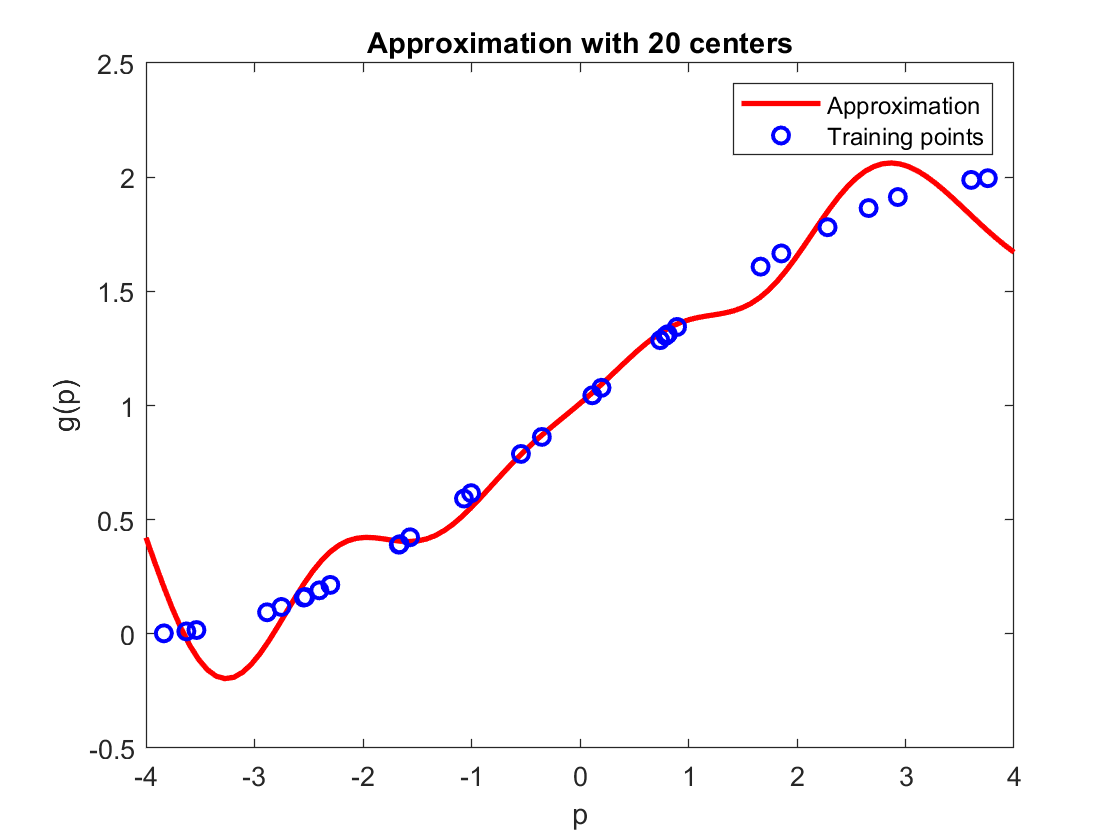 Approximation with 20 centers
Approximation
Training points
2.5
2
1.5
1
0.5
0
-0.5
g(p)
-4 -3 -2 -1 0 1 2 3 4
p